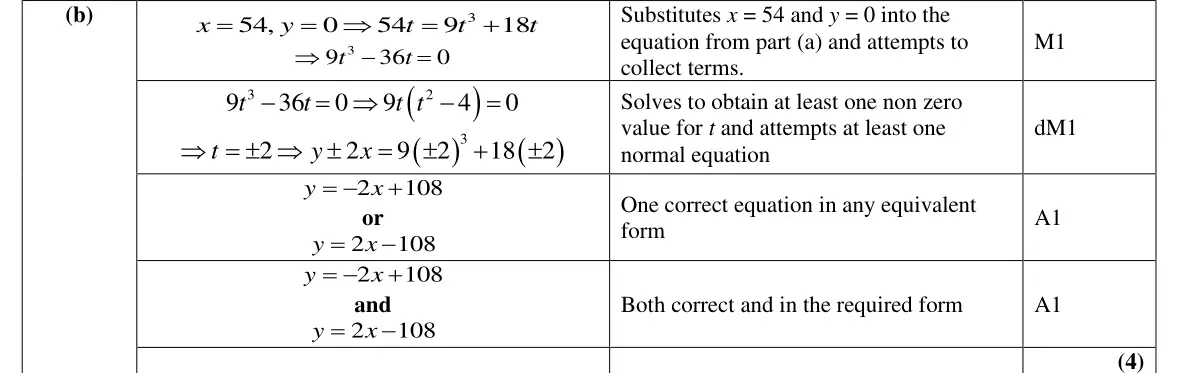 (b)
x = 54, y = 0 ⇒ 54t = 9t³ + 18t
⇒ 9t³ − 36t = 0
Substitutes x = 54 and y = 0 into the
equation from part (a) and attempts to
collect terms.
M1
9t³ − 36t = 0 ⇒ 9t(t² − 4) = 0
⇒ t = ±2 ⇒ y ± 2x = 9(±2)³ + 18(±2)
Solves to obtain at least one non zero
value for t and attempts at least one
normal equation
dM1
y = −2x + 108
or
y = 2x − 108
One correct equation in any equivalent
form
A1
y = −2x + 108
and
y = 2x − 108
Both correct and in the required form
A1
(4)